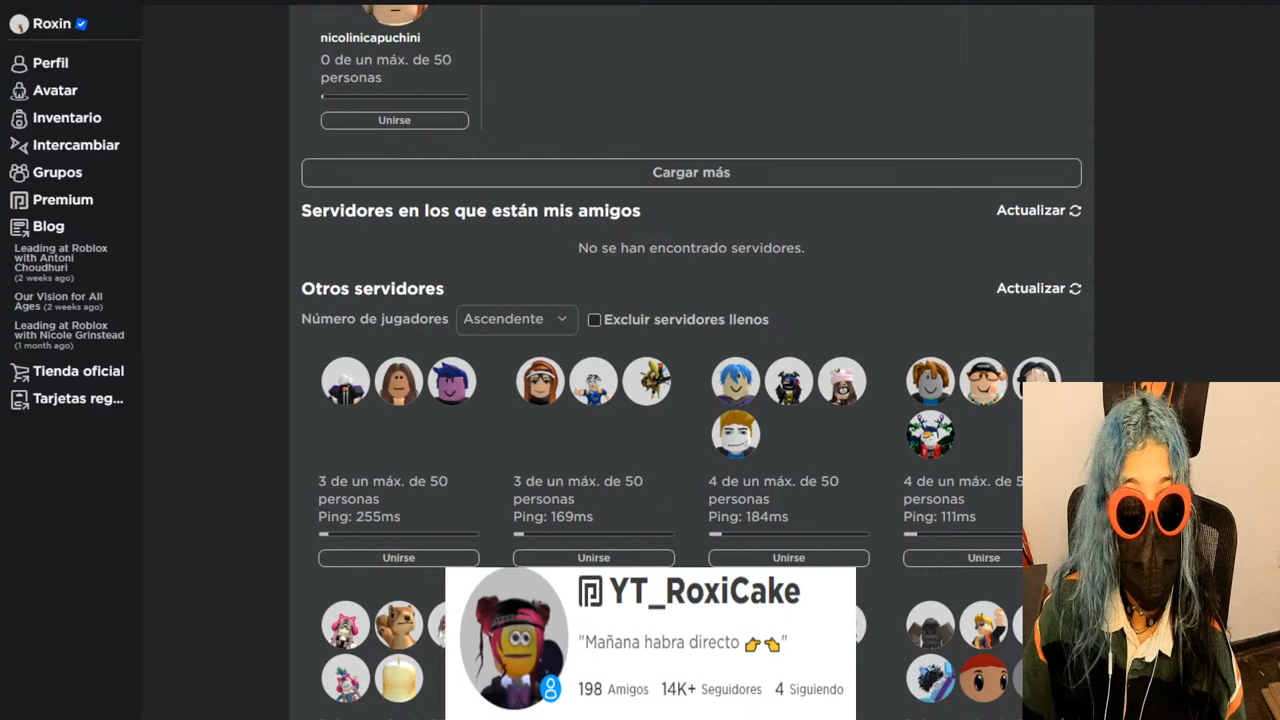 Roxin
Perfil
Avatar
Inventario
Intercambiar
Grupos
Premium
Blog
Leading at Roblox
with Antoni
Choudhuri
(2 weeks ago)
Our Vision for All
Ages (2 weeks ago)
Leading at Roblox
with Nicole Grinstead
(1 month ago)
Tienda oficial
Tarjetas reg...
nicolinicapuchini
0 de un máx. de 50
personas
Unirse
Cargar más
Servidores en los que están mis amigos
Actualizar
No se han encontrado servidores.
Otros servidores
Actualizar
Número de jugadores
Ascendente
Excluir servidores llenos
3 de un máx. de 50
personas
Ping: 255ms
Unirse
3 de un máx. de 50
personas
Ping: 169ms
Unirse
4 de un máx. de 50
personas
Ping: 184ms
Unirse
4 de un máx. de 5
personas
Ping: 111ms
Unirse
YT_RoxiCake
"Mañana habra directo 👉👈"
198 Amigos 14K+ Seguidores 4 Siguiendo